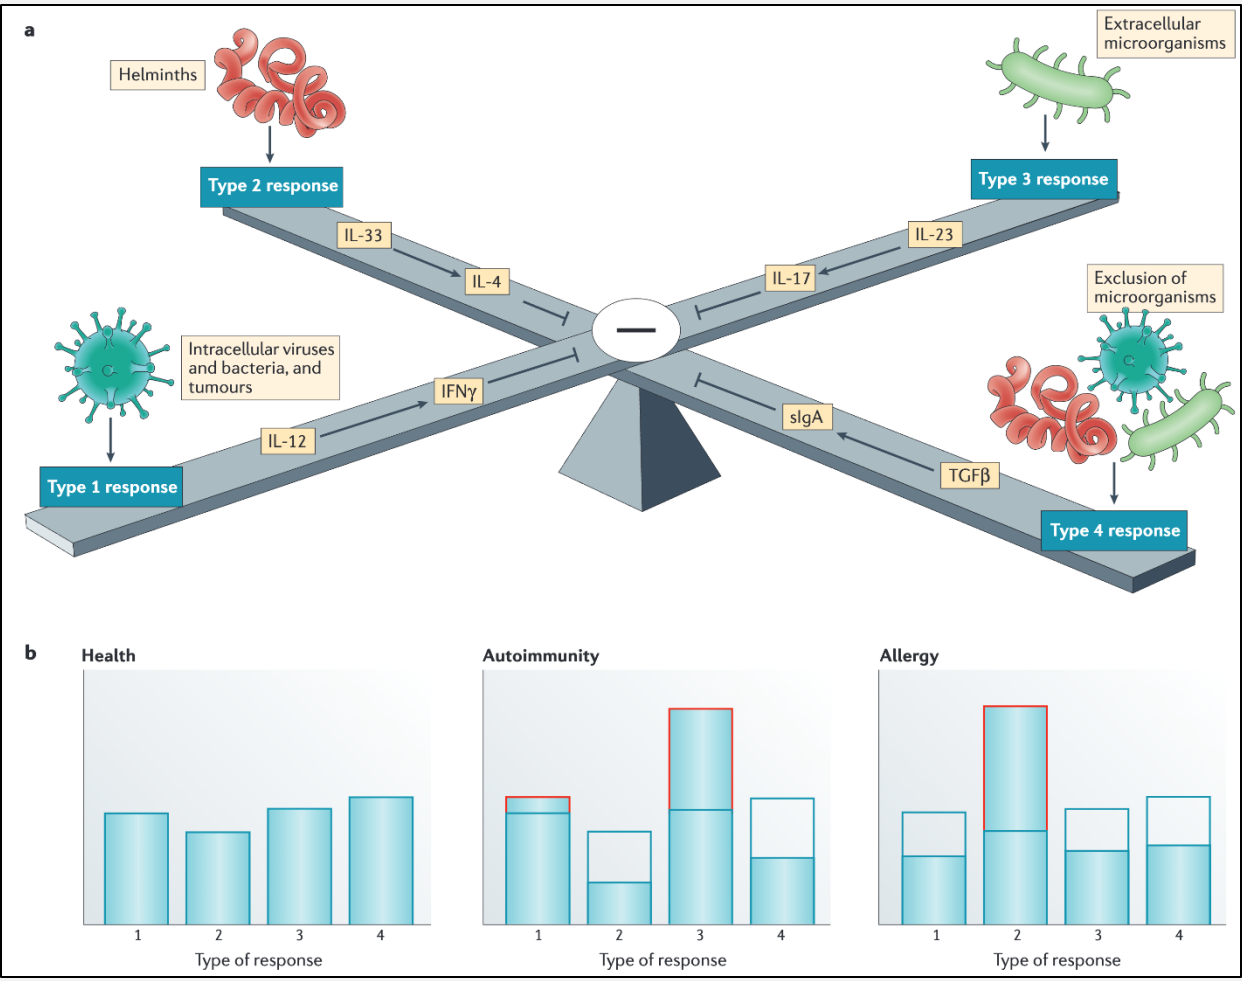 a
Helminths
Extracellular
microorganisms
Type 2 response
Type 3 response
IL-33
IL-4
IL-23
IL-17
Exclusion of
microorganisms
Intracellular viruses
and bacteria, and
tumours
IFNγ
IL-12
sIgA
TGFβ
Type 1 response
Type 4 response
b
Health
1 2 3 4
Type of response
Autoimmunity
1 2 3 4
Type of response
Allergy
1 2 3 4
Type of response